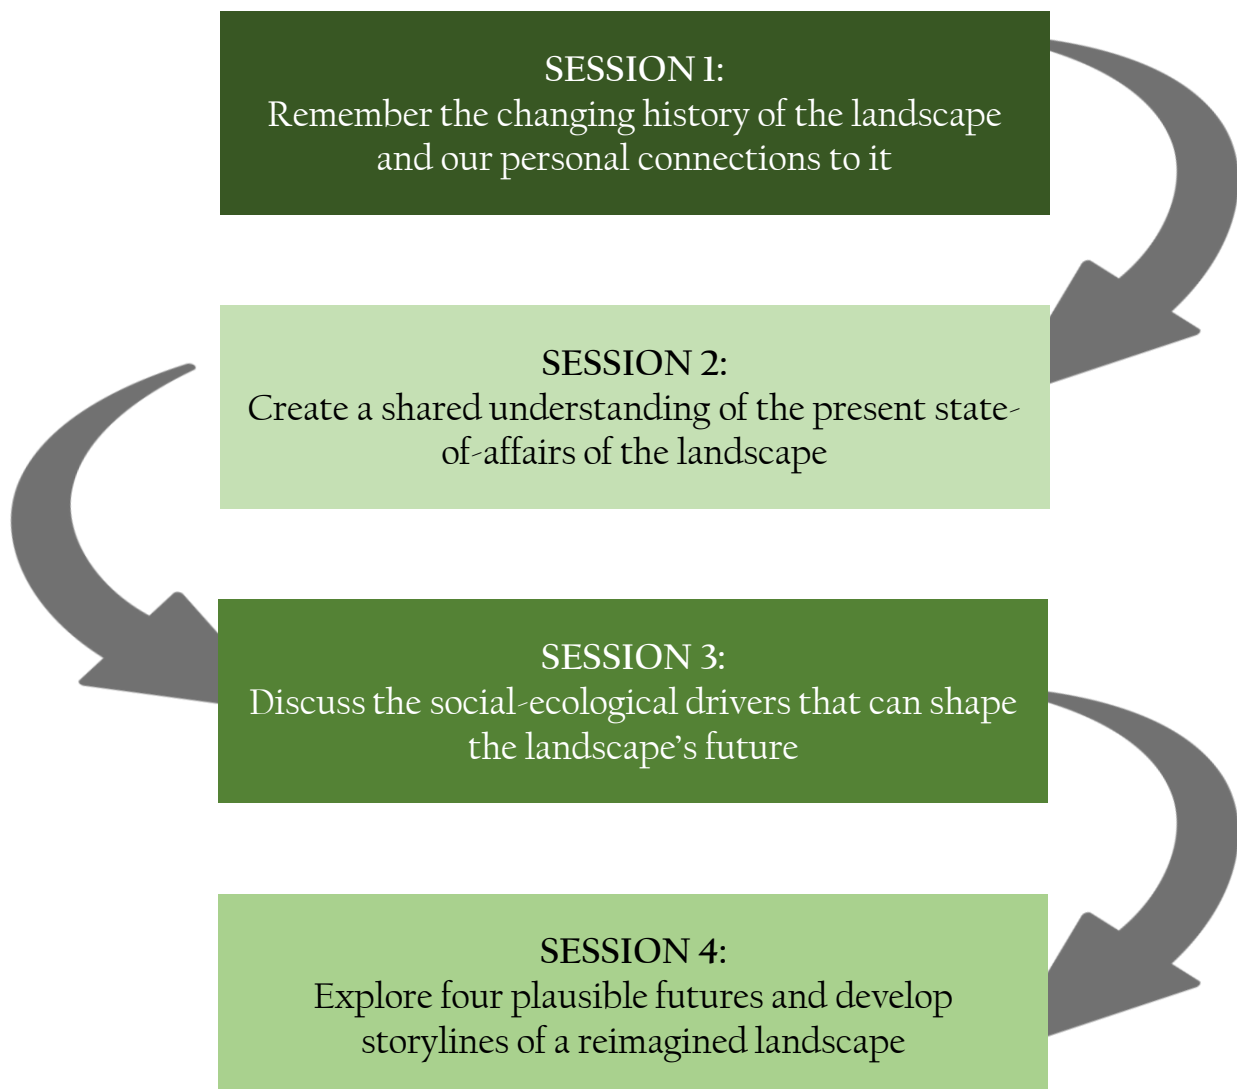 SESSION 1:
Remember the changing history of the landscape
and our personal connections to it
SESSION 2:
Create a shared understanding of the present state-
of-affairs of the landscape
SESSION 3:
Discuss the social-ecological drivers that can shape
the landscape’s future
SESSION 4:
Explore four plausible futures and develop
storylines of a reimagined landscape